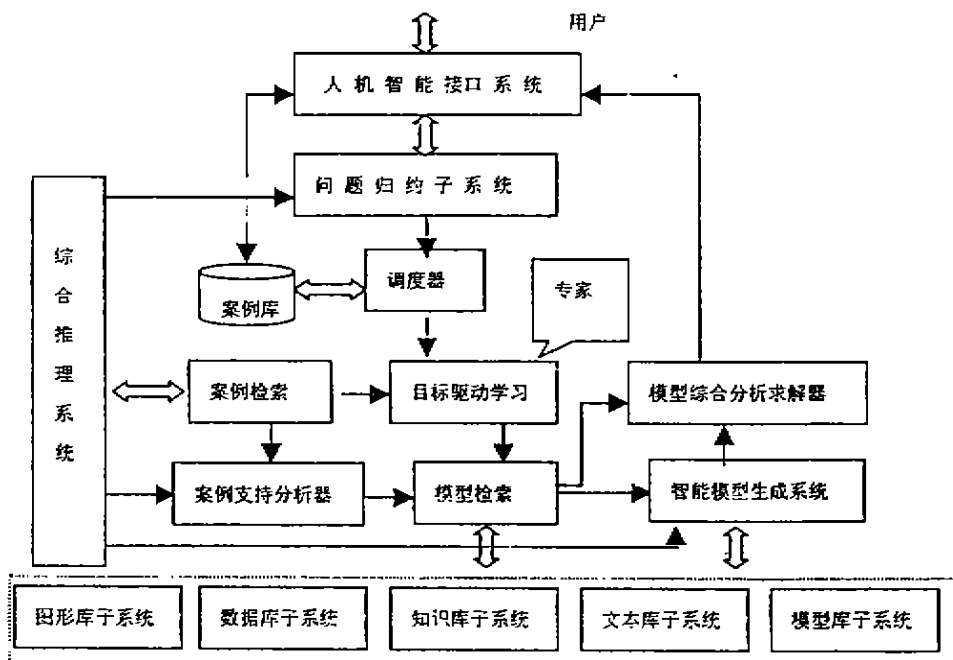 用户
人机智能接口系统
问题归约子系统
综合推理系统
调度器
专家
案例库
案例检索
目标驱动学习
模型综合分析求解器
案例支持分析器
模型检索
智能模型生成系统
图形库子系统
数据库子系统
知识库子系统
文本库子系统
模型库子系统